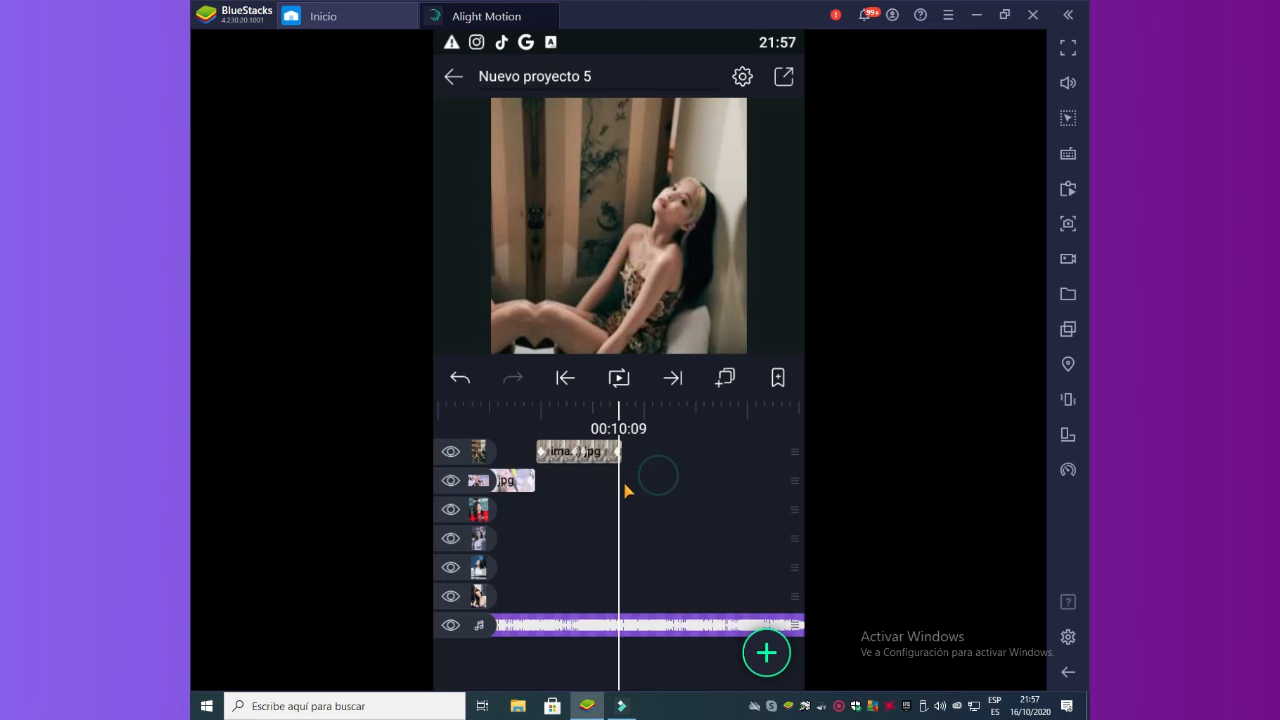 BlueStacks
4.230.20.1001
Inicio
Alight Motion
99+
21:57
Nuevo proyecto 5
00:10:09
ima...).jpg
.jpg
Activar Windows
Ve a Configuración para activar Windows.
Escribe aquí para buscar
ESP
ES
21:57
16/10/2020